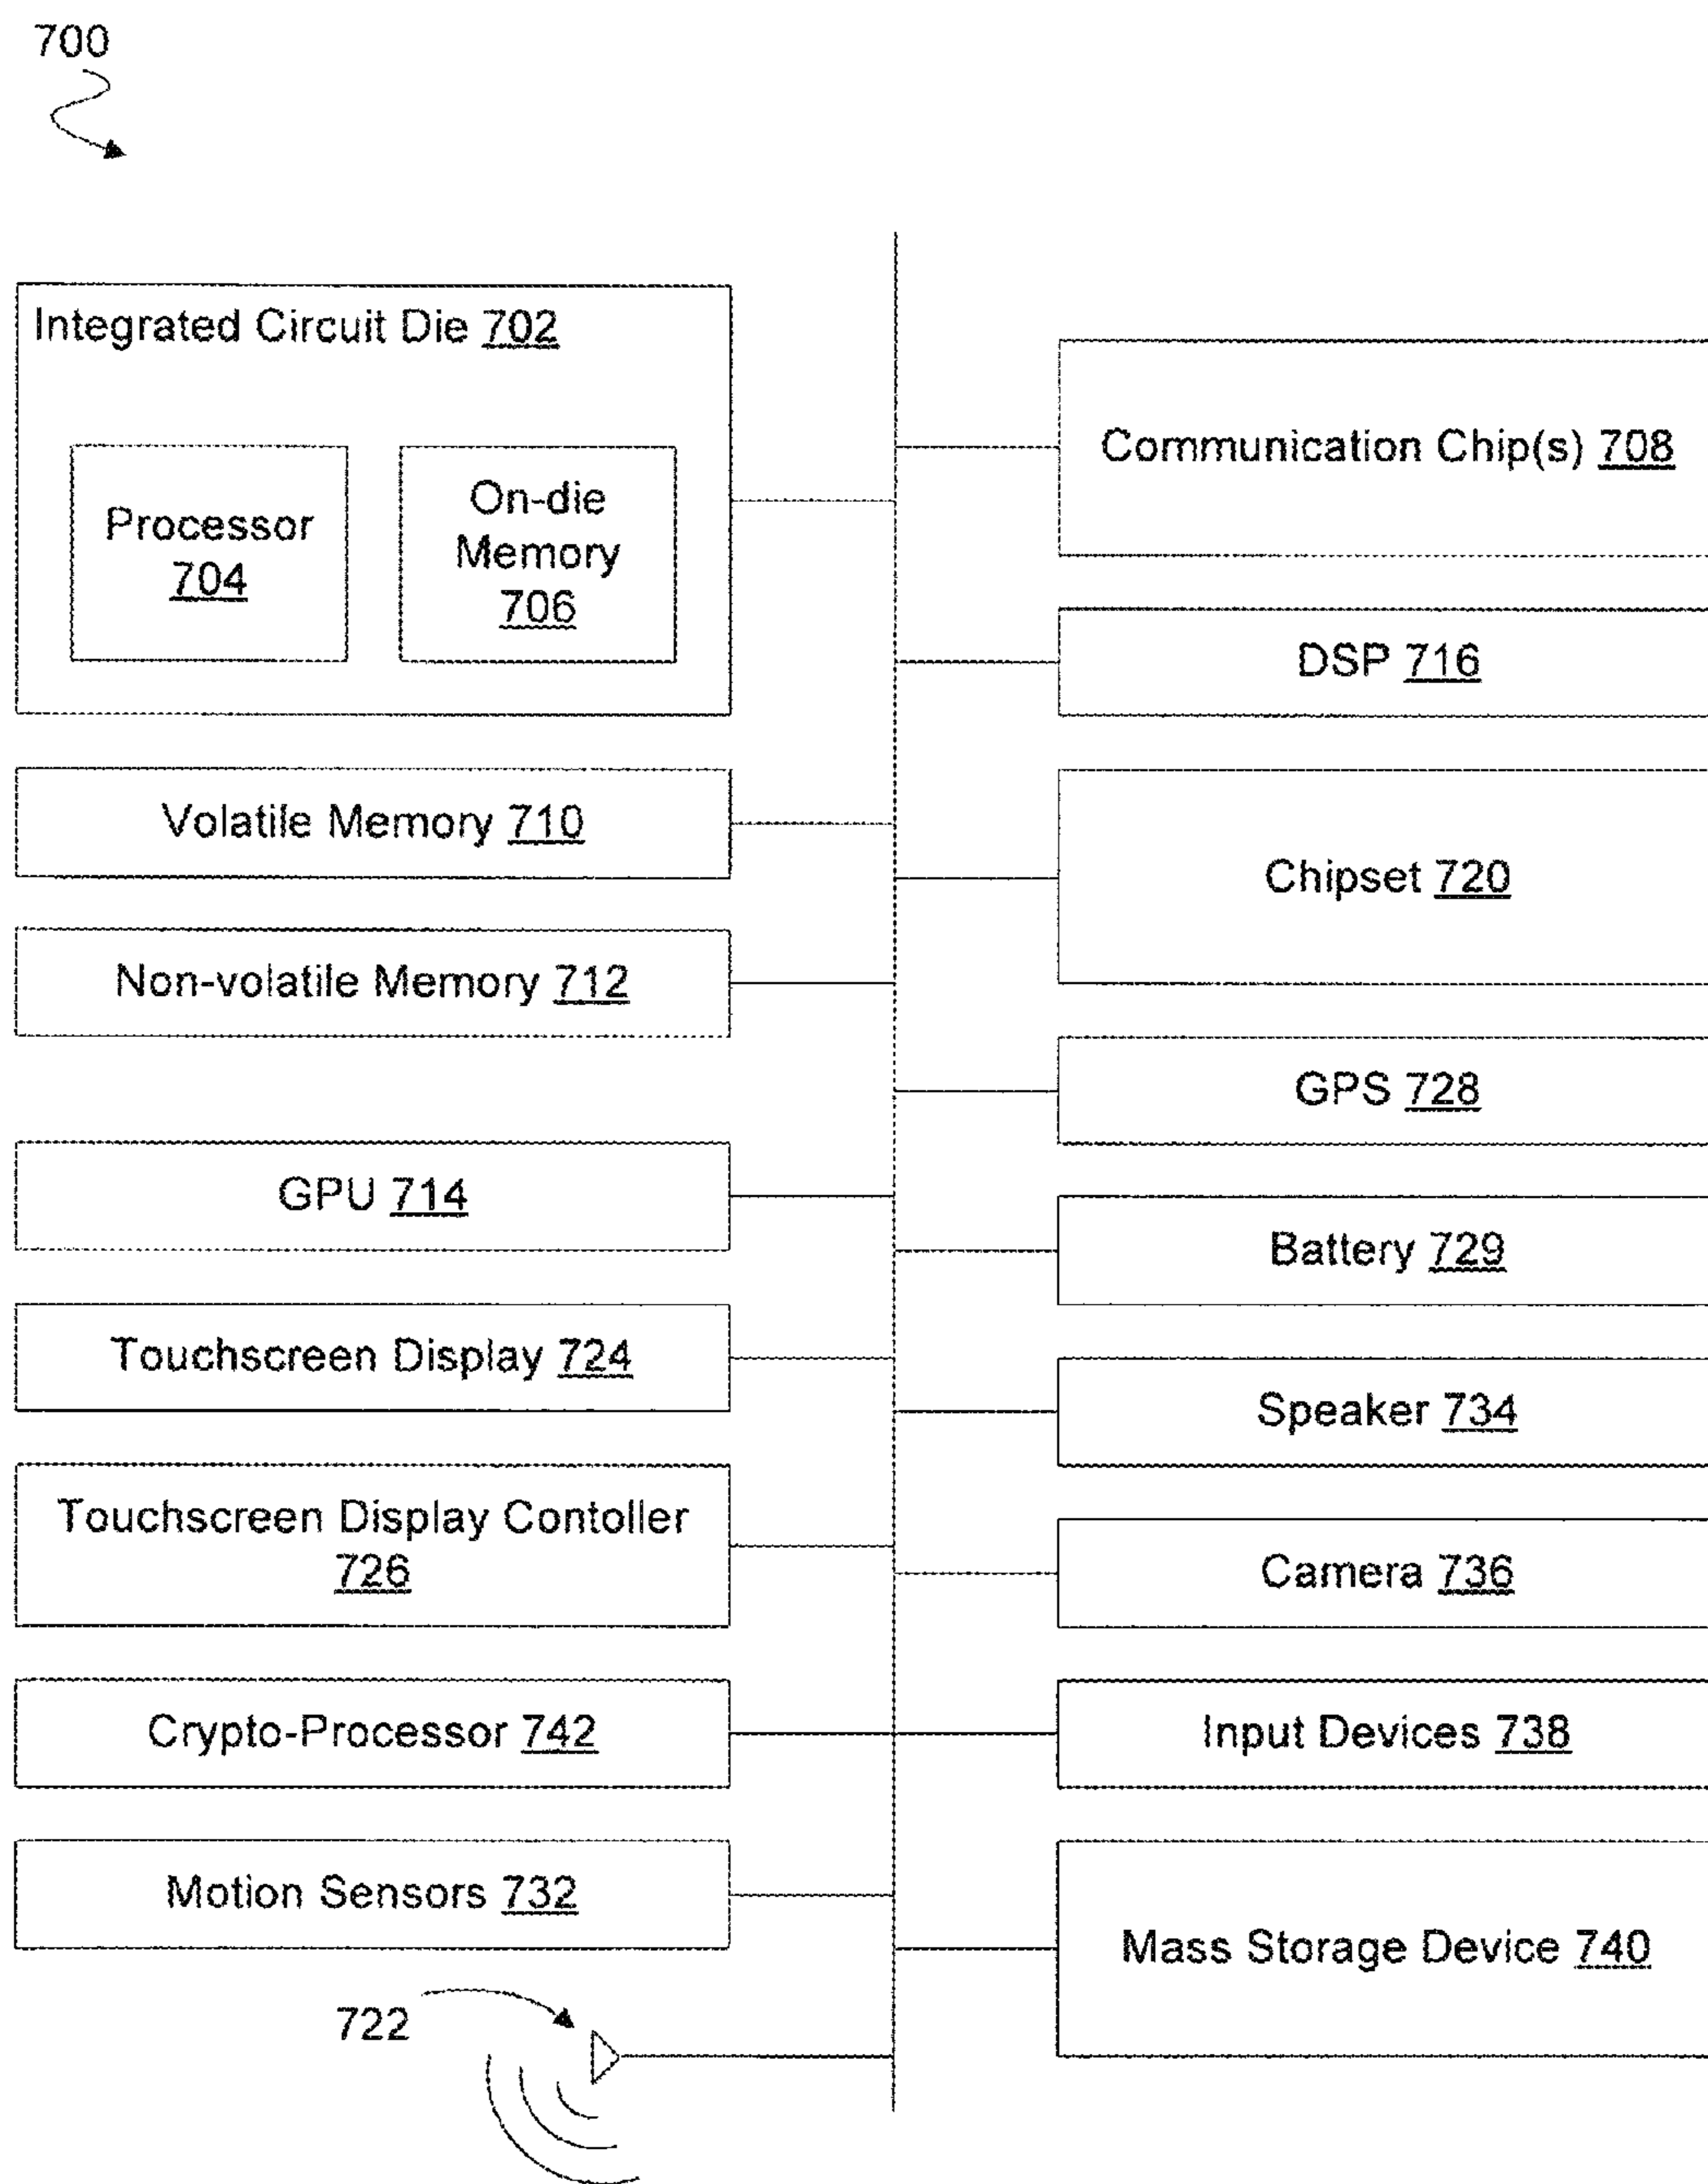 700
Integrated Circuit Die 702
Processor
704
On-die
Memory
706
Volatile Memory 710
Non-volatile Memory 712
GPU 714
Touchscreen Display 724
Touchscreen Display Contoller
726
Crypto-Processor 742
Motion Sensors 732
722
Communication Chip(s) 708
DSP 716
Chipset 720
GPS 728
Battery 729
Speaker 734
Camera 736
Input Devices 738
Mass Storage Device 740